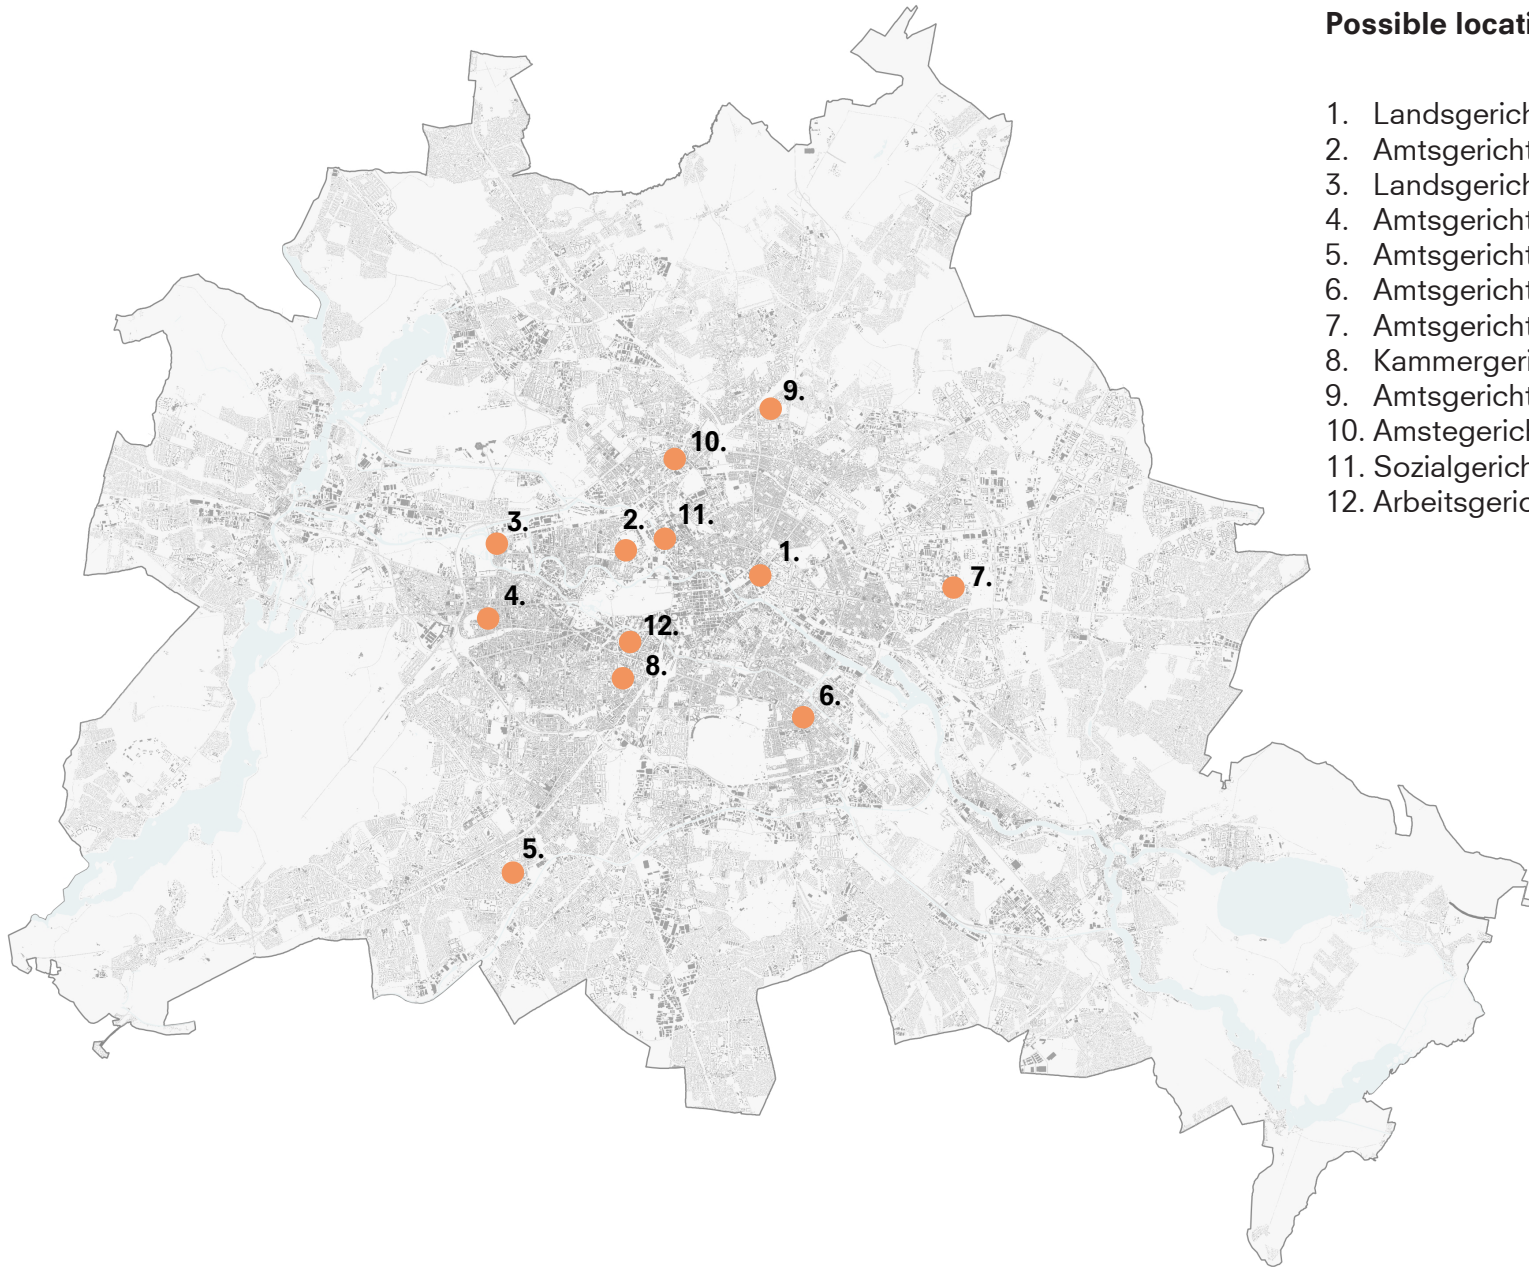 Possible locati
1. Landsgerich
2. Amtsgericht
3. Landsgerich
4. Amtsgericht
5. Amtsgericht
6. Amtsgericht
7. Amtsgericht
8. Kammergeri
9. Amtsgericht
10. Amstegerich
11. Sozialgerich
12. Arbeitsgeric
9.
10.
11.
2.
3.
1.
7.
4.
12.
8.
6.
5.